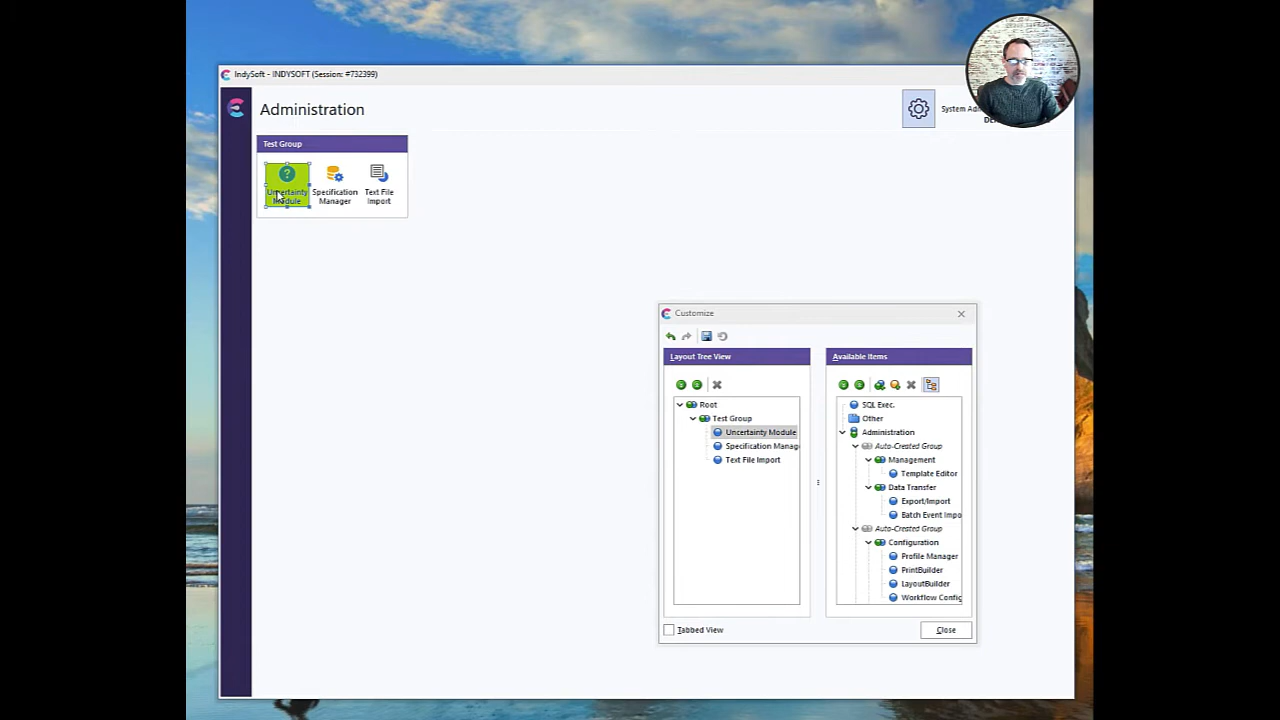 IndySoft - INDYSOFT (Session: #732399)
Administration
System Ad
DE
Test Group
?
Uncertainty Module
Specification Manager
Text File Import
Customize
Layout Tree View
Root
Test Group
Uncertainty Module
Specification Manag
Text File Import
Available Items
SQL Exec.
Other
Administration
Auto-Created Group
Management
Template Editor
Data Transfer
Export/Import
Batch Event Impo
Auto-Created Group
Configuration
Profile Manager
PrintBuilder
LayoutBuilder
Workflow Config
Tabbed View
Close